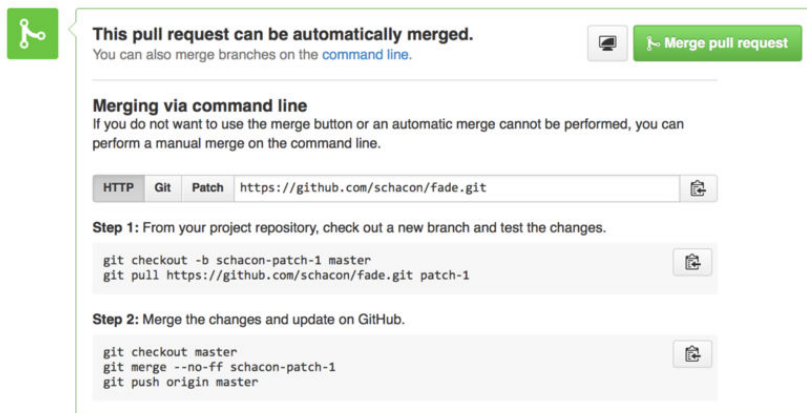 This pull request can be automatically merged.
You can also merge branches on the command line.
Merge pull request
Merging via command line
If you do not want to use the merge button or an automatic merge cannot be performed, you can
perform a manual merge on the command line.
HTTP Git Patch https://github.com/schacon/fade.git
Step 1: From your project repository, check out a new branch and test the changes.
git checkout -b schacon-patch-1 master
git pull https://github.com/schacon/fade.git patch-1
Step 2: Merge the changes and update on GitHub.
git checkout master
git merge --no-ff schacon-patch-1
git push origin master